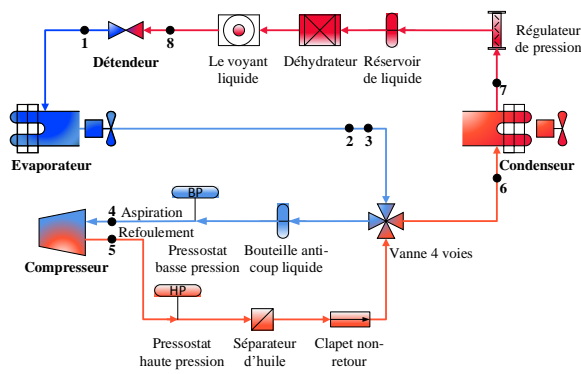 1
8
Détendeur
Le voyant
liquide
Déhydrateur
Réservoir
de liquide
Régulateur
de pression
7
Evaporateur
2
3
Condenseur
6
BP
4
Aspiration
5
Refoulement
Compresseur
Pressostat
basse pression
Bouteille anti-
coup liquide
Vanne 4 voies
HP
Pressostat
haute pression
Séparateur
d’huile
Clapet non-
retour